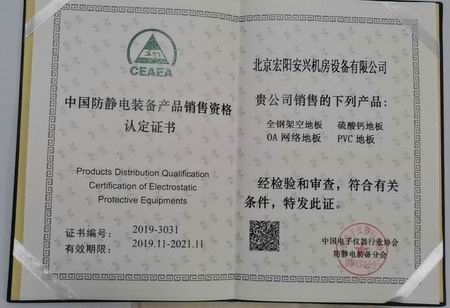 CEAEA
中国防静电装备产品销售资格
认定证书
Products Distribution Qualification
Certification of Electrostatic
Protective Equipments
证书编号: 2019-3031
有效期限: 2019.11-2021.11
北京宏阳安兴机房设备有限公司
贵公司销售的下列产品:
全钢架空地板 硫酸钙地板
OA 网络地板 PVC 地板
经检验和审查,符合有关
条件,特发此证。
中国电子仪器行业协会
防静电装备分会